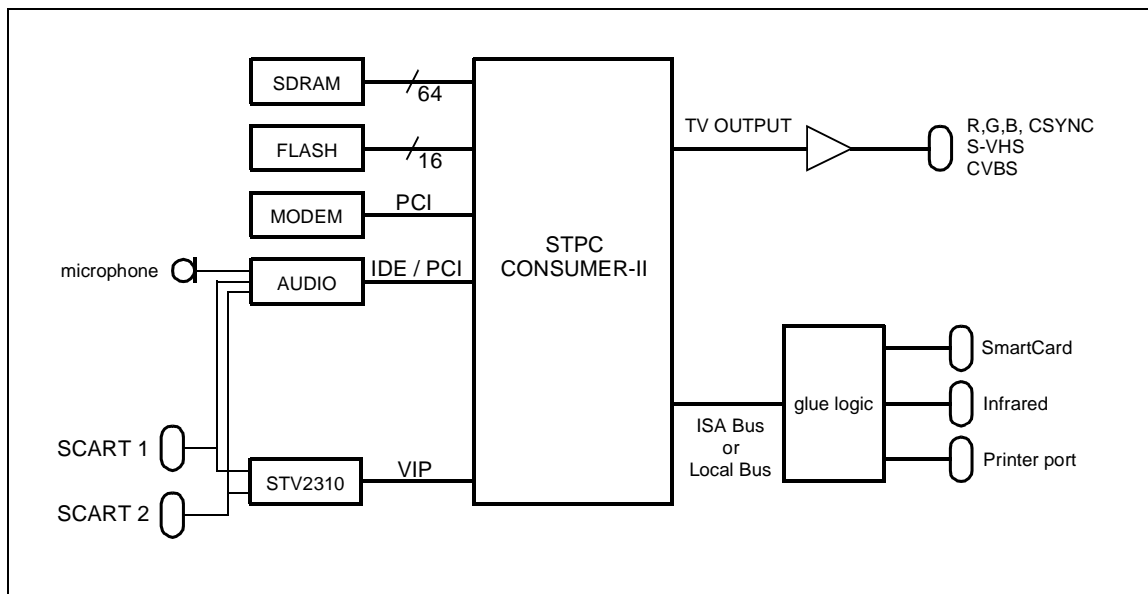 SDRAM
64
FLASH
16
MODEM
PCI
microphone
AUDIO
IDE / PCI
SCART 1
SCART 2
STV2310
VIP
STPC
CONSUMER-II
TV OUTPUT
R,G,B, CSYNC
S-VHS
CVBS
ISA Bus
or
Local Bus
glue logic
SmartCard
Infrared
Printer port